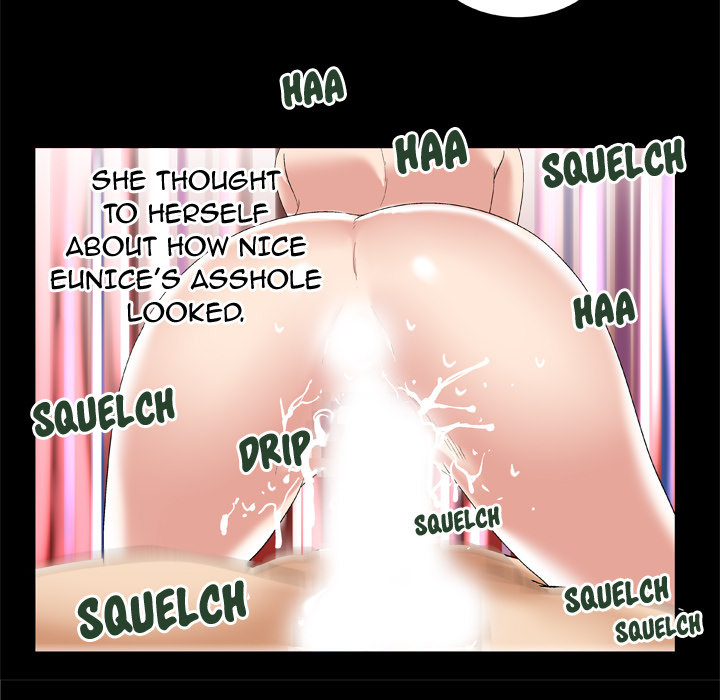 HAA
HAA
SQUELCH
SHE THOUGHT
TO HERSELF
ABOUT HOW NICE
EUNICE'S ASSHOLE
LOOKED.
HAA
SQUELCH
DRIP
SQUELCH
SQUELCH
SQUELCH
SQUELCH